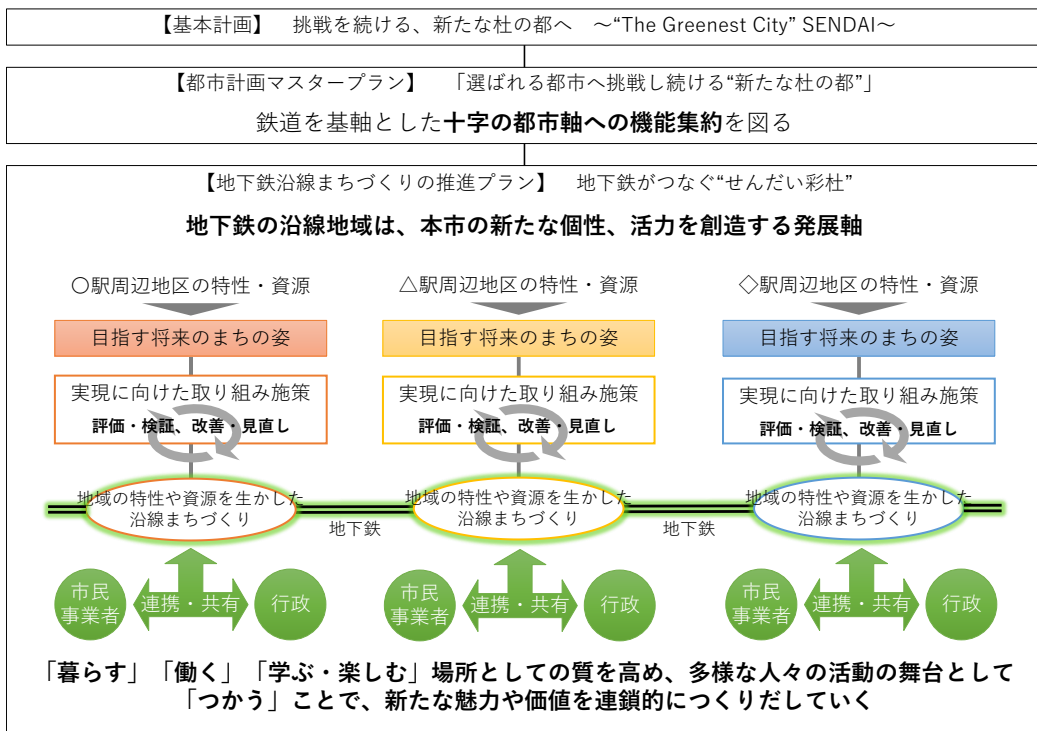 【基本計画】　挑戦を続ける、新たな杜の都へ　～“The Greenest City” SENDAI～
【都市計画マスタープラン】　「選ばれる都市へ挑戦し続ける“新たな杜の都”」
鉄道を基軸とした十字の都市軸への機能集約を図る
【地下鉄沿線まちづくりの推進プラン】　地下鉄がつなぐ“せんだい彩杜”
地下鉄の沿線地域は、本市の新たな個性、活力を創造する発展軸
〇駅周辺地区の特性・資源
目指す将来のまちの姿
実現に向けた取り組み施策
評価・検証、改善・見直し
地域の特性や資源を生かした
沿線まちづくり
市民
事業者
連携・共有
行政
地下鉄
△駅周辺地区の特性・資源
目指す将来のまちの姿
実現に向けた取り組み施策
評価・検証、改善・見直し
地域の特性や資源を生かした
沿線まちづくり
市民
事業者
連携・共有
行政
地下鉄
◇駅周辺地区の特性・資源
目指す将来のまちの姿
実現に向けた取り組み施策
評価・検証、改善・見直し
地域の特性や資源を生かした
沿線まちづくり
市民
事業者
連携・共有
行政
「暮らす」「働く」「学ぶ・楽しむ」場所としての質を高め、多様な人々の活動の舞台として
「つかう」ことで、新たな魅力や価値を連鎖的につくりだしていく